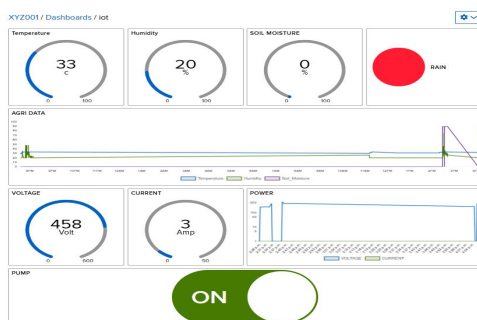 XYZ001 / Dashboards / iot
Temperature
33
C
0 100
Humidity
20
%
0 100
SOIL MOISTURE
0
%
0 100
RAIN
AGRI DATA
Temperature Humidity Soil_Moisture
VOLTAGE
458
Volt
0 600
CURRENT
3
Amp
0 50
POWER
VOLTAGE CURRENT
PUMP
ON